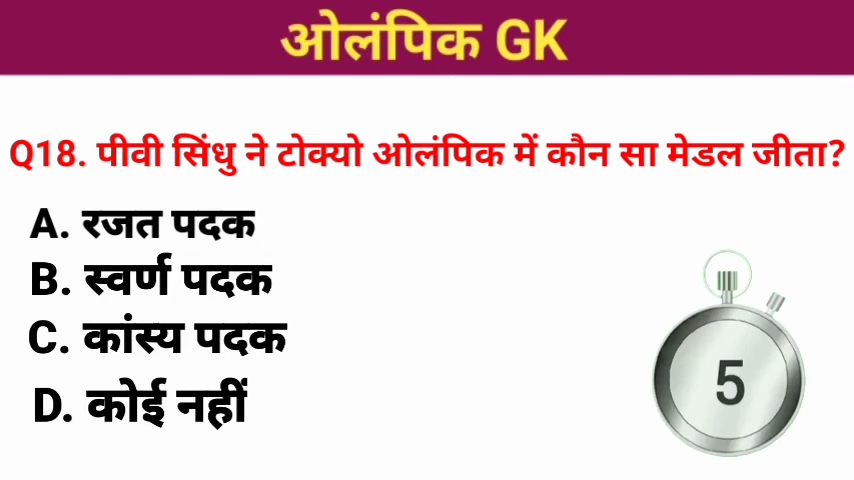 ओलंपिक GK
Q18. पीवी सिंधु ने टोक्यो ओलंपिक में कौन सा मेडल जीता?
A. रजत पदक
B. स्वर्ण पदक
C. कांस्य पदक
D. कोई नहीं
5